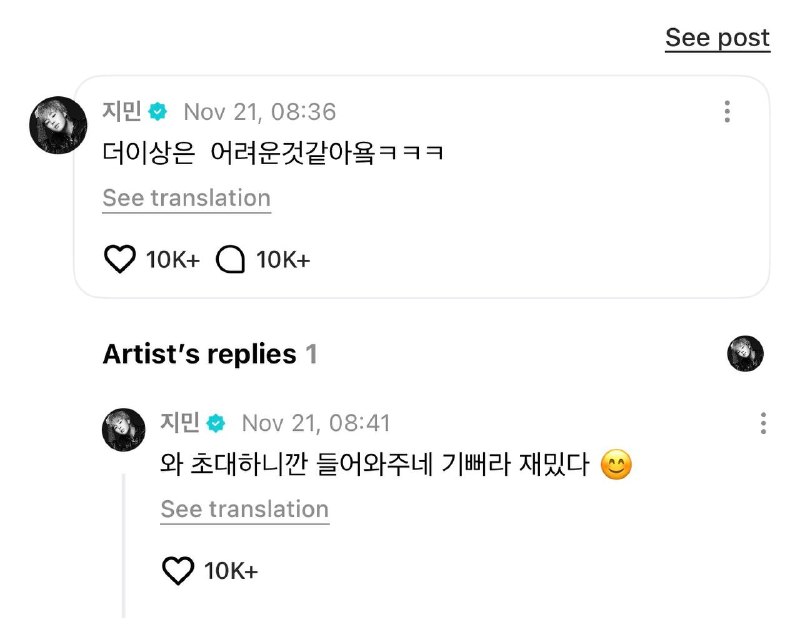 See post
지민 Nov 21, 08:36
더이상은 어려운것같아욬ㅋㅋㅋ
See translation
10K+ 10K+
Artist's replies 1
지민 Nov 21, 08:41
와 초대하니깐 들어와주네 기뻐라 재밌다 😊
See translation
10K+